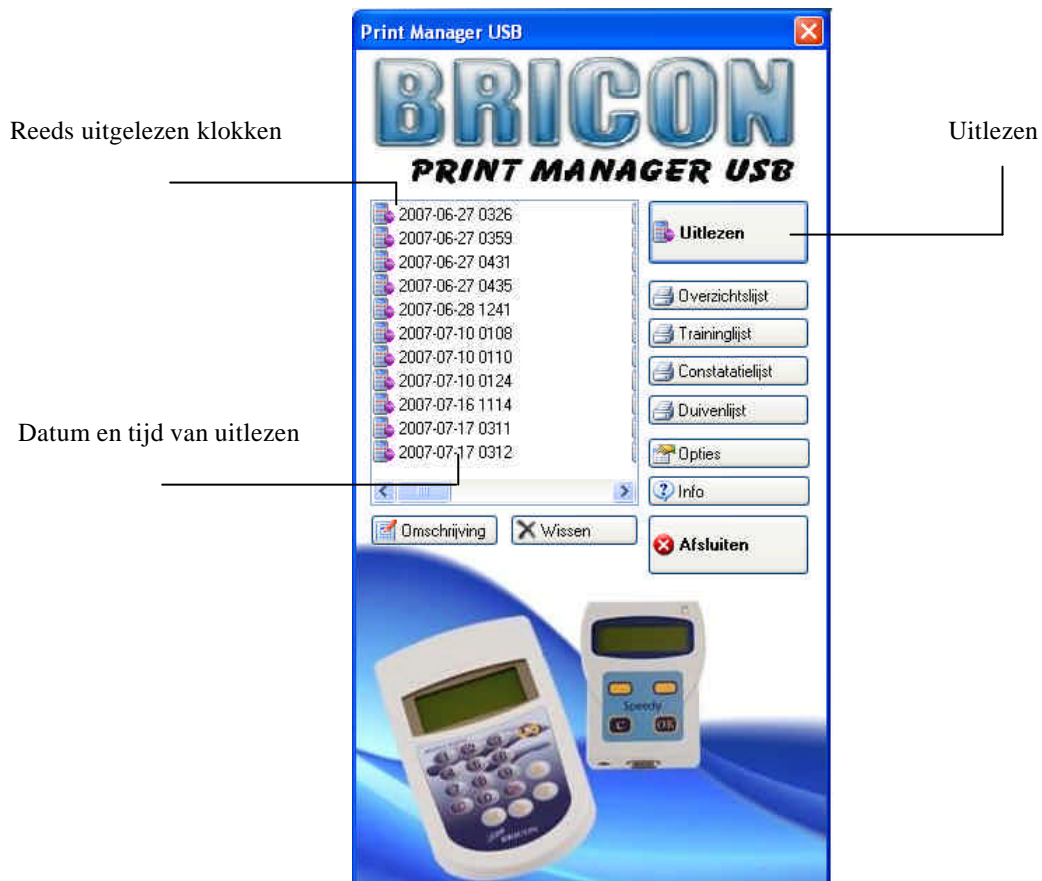 Print Manager USB
BRICON
PRINT MANAGER USB
Reeds uitgelezen klokken
Uitlezen
2007-06-27 0326
2007-06-27 0359
2007-06-27 0431
2007-06-27 0435
2007-06-28 1241
2007-07-10 0108
2007-07-10 0110
2007-07-10 0124
2007-07-16 1114
2007-07-17 0311
2007-07-17 0312
Datum en tijd van uitlezen
Uitlezen
Overzichtslijst
Traininglijst
Constatatielijst
Duivenlijst
Opties
Info
Omschrijving
Wissen
Afsluiten
Speedy
C
OK
BRICON